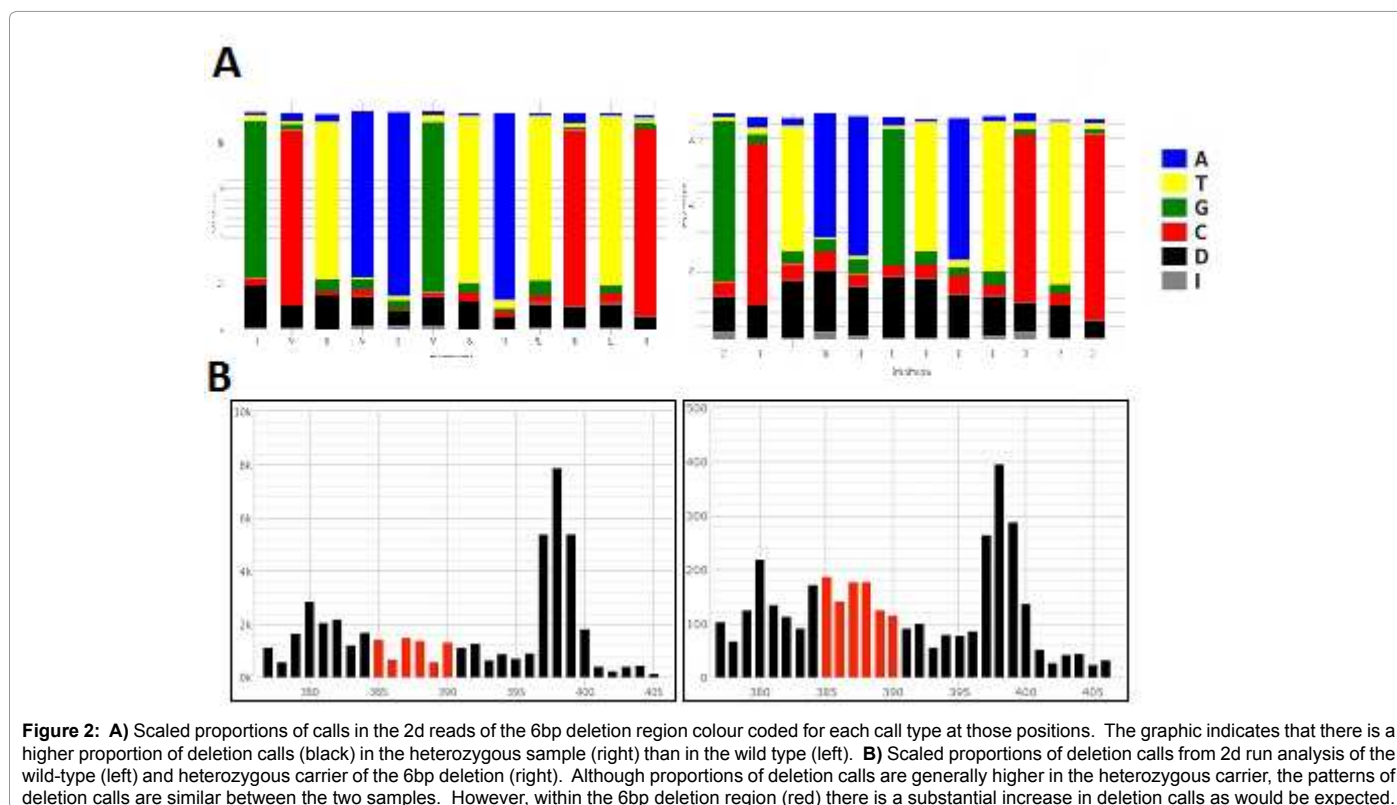 A
A
T
G
C
D
I
B
10k
8k
6k
4k
2k
0k
380 385 390 395 400 405
500
400
300
200
100
0
380 385 390 395 400 405
Figure 2: A) Scaled proportions of calls in the 2d reads of the 6bp deletion region colour coded for each call type at those positions. The graphic indicates that there is a
higher proportion of deletion calls (black) in the heterozygous sample (right) than in the wild type (left). B) Scaled proportions of deletion calls from 2d run analysis of the
wild-type (left) and heterozygous carrier of the 6bp deletion (right). Although proportions of deletion calls are generally higher in the heterozygous carrier, the patterns of
deletion calls are similar between the two samples. However, within the 6bp deletion region (red) there is a substantial increase in deletion calls as would be expected.